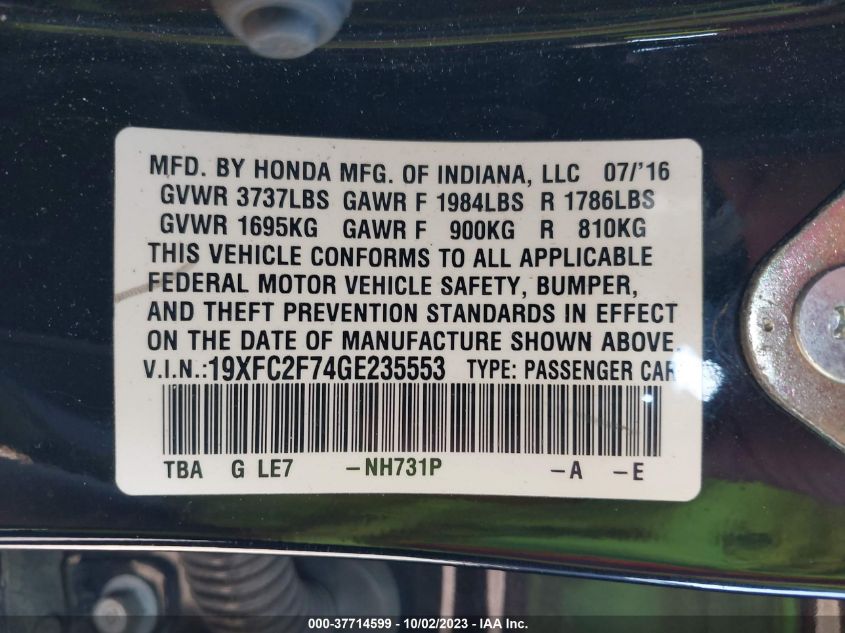 MFD. BY HONDA MFG. OF INDIANA, LLC 07/'16
GVWR 3737LBS GAWR F 1984LBS R 1786LBS
GVWR 1695KG GAWR F 900KG R 810KG
THIS VEHICLE CONFORMS TO ALL APPLICABLE
FEDERAL MOTOR VEHICLE SAFETY, BUMPER,
AND THEFT PREVENTION STANDARDS IN EFFECT
ON THE DATE OF MANUFACTURE SHOWN ABOVE.
V.I.N.:19XFC2F74GE235553 TYPE: PASSENGER CAR
TBA G LE7 -NH731P -A -E
000-37714599 - 10/02/2023 - IAA Inc.